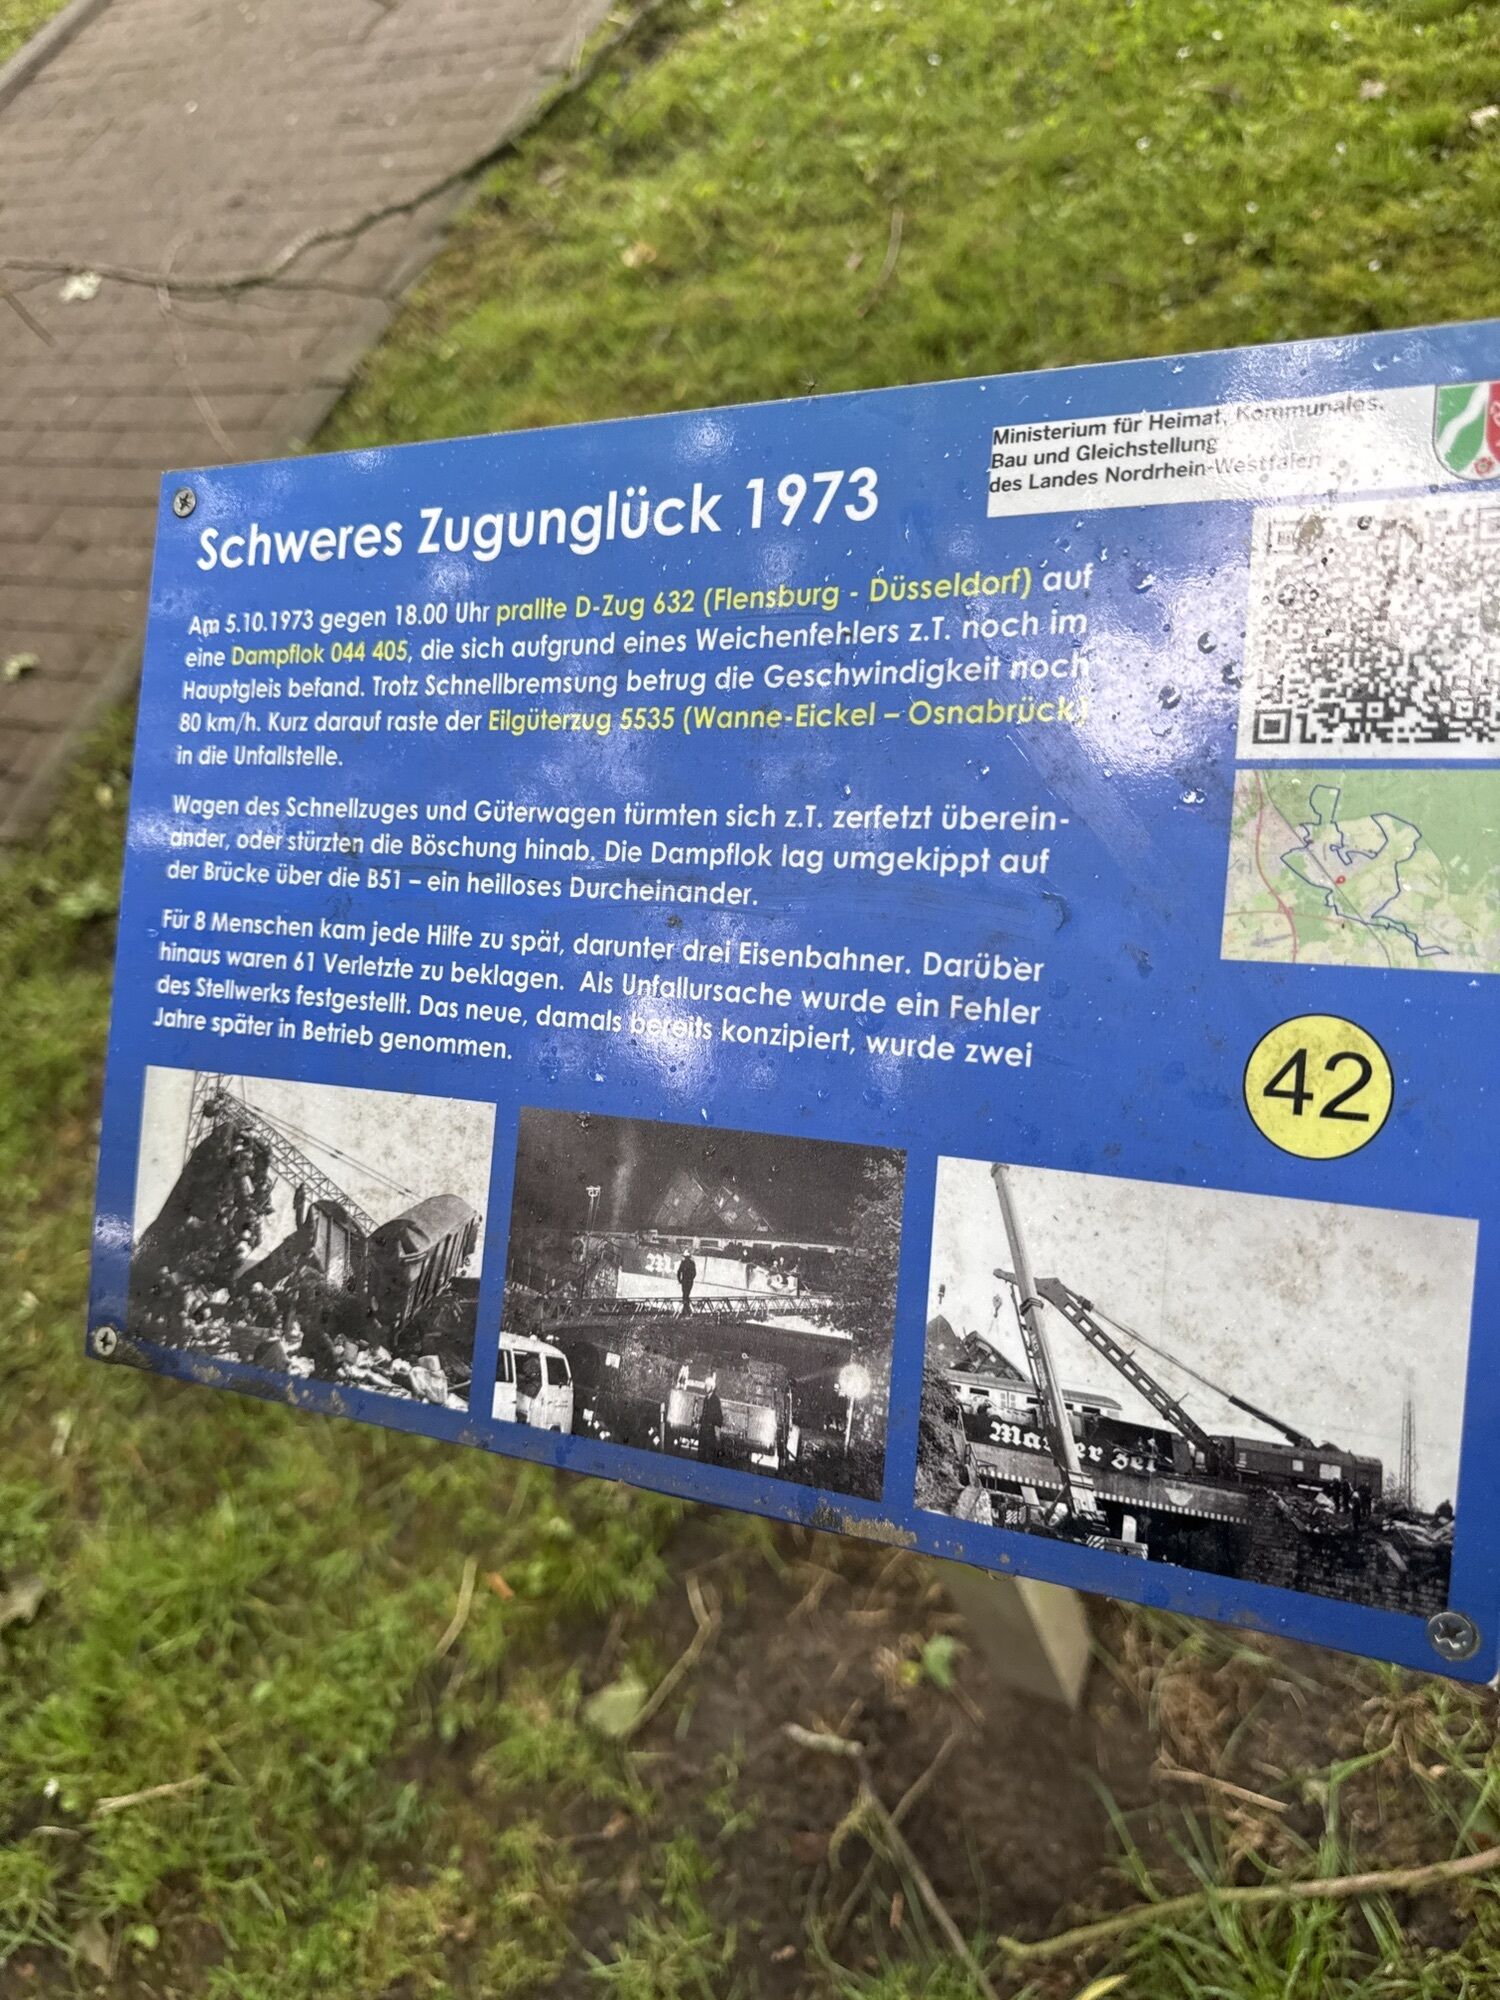 Ministerium für Heimat, Kommunales,
Bau und Gleichstellung
des Landes Nordrhein-Westfalen
Schweres Zugunglück 1973
Am 5.10.1973 gegen 18.00 Uhr prallte D-Zug 632 (Flensburg - Düsseldorf) auf
eine Dampflok 044 405, die sich aufgrund eines Weichenfehlers z.T. noch im
Hauptgleis befand. Trotz Schnellbremsung betrug die Geschwindigkeit noch
80 km/h. Kurz darauf raste der Eilgüterzug 5535 (Wanne-Eickel – Osnabrück)
in die Unfallstelle.
Wagen des Schnellzuges und Güterwagen türmten sich z.T. zerfetzt überein-
ander, oder stürzten die Böschung hinab. Die Dampflok lag umgekippt auf
der Brücke über die B51 – ein heilloses Durcheinander.
Für 8 Menschen kam jede Hilfe zu spät, darunter drei Eisenbahner. Darüber
hinaus waren 61 Verletzte zu beklagen. Als Unfallursache wurde ein Fehler
des Stellwerks festgestellt. Das neue, damals bereits konzipiert, wurde zwei
Jahre später in Betrieb genommen.
42